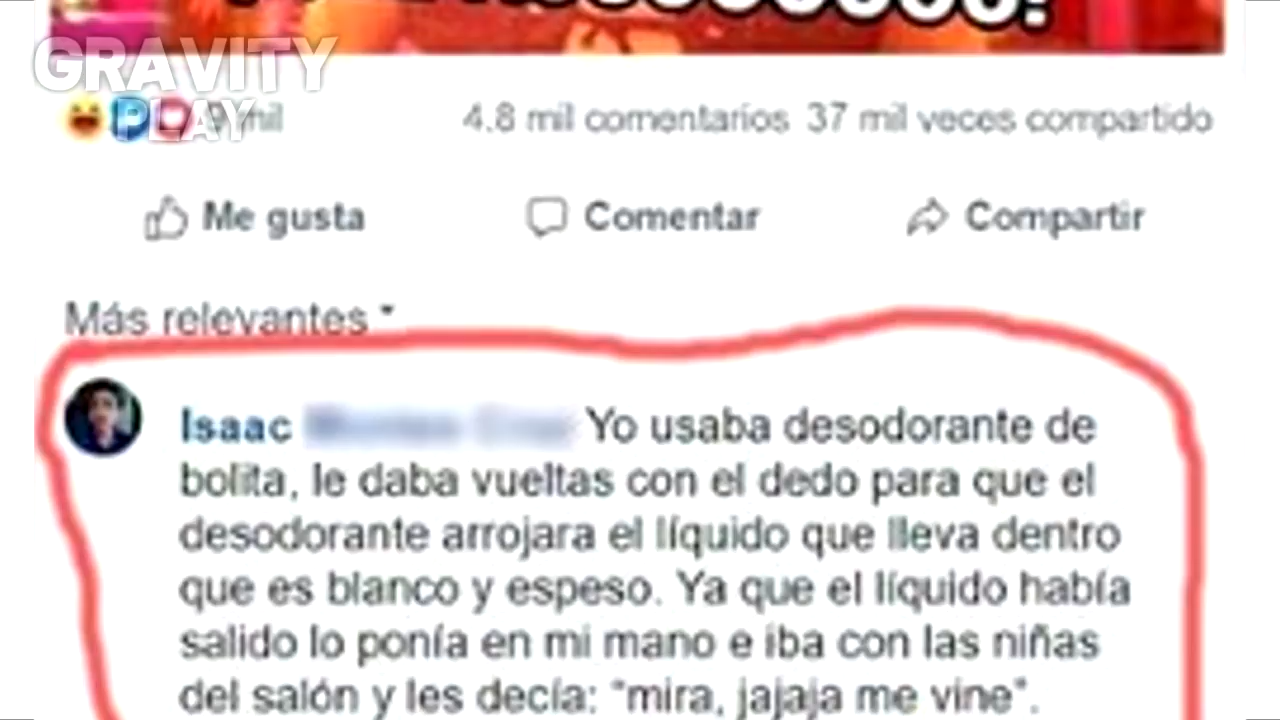 GRAVITY
PLAY
mil
4.8 mil comentarios 37 mil veces compartido
Me gusta
Comentar
Compartir
Más relevantes
Isaac
Yo usaba desodorante de
bolita, le daba vueltas con el dedo para que el
desodorante arrojara el líquido que lleva dentro
que es blanco y espeso. Ya que el líquido había
salido lo ponía en mi mano e iba con las niñas
del salón y les decía: "mira, jajaja me vine".